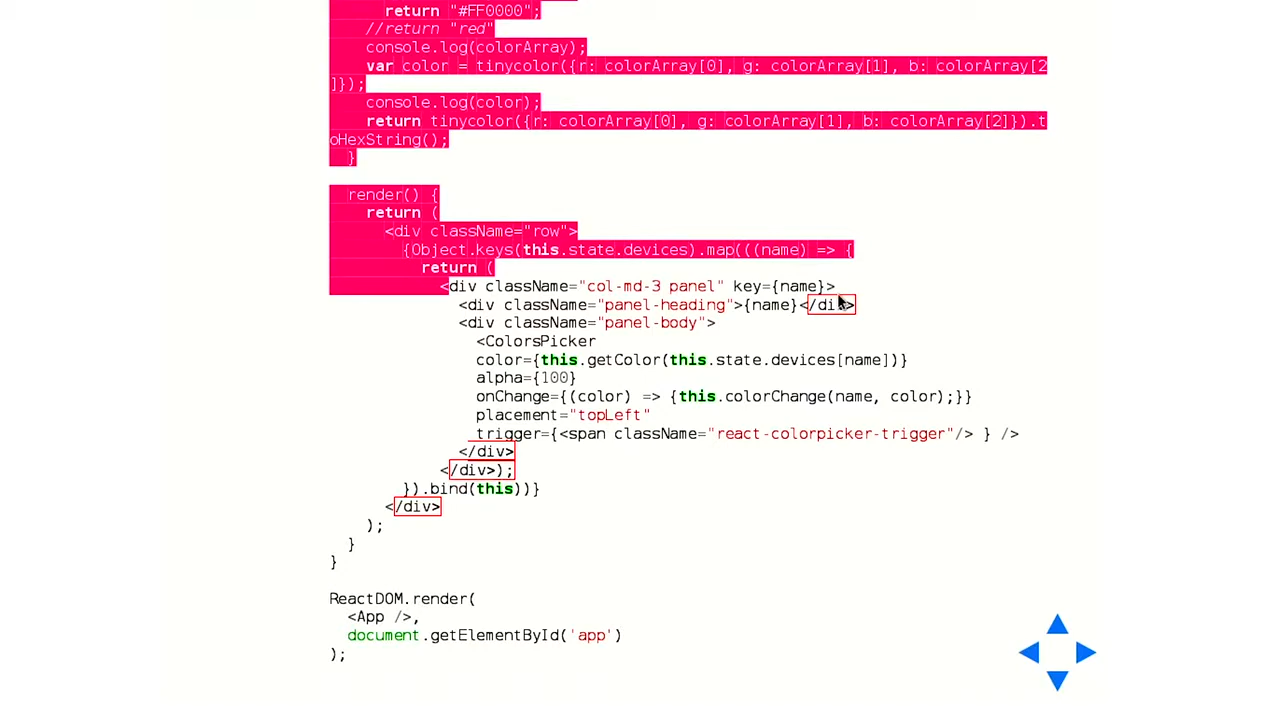 return "#FF0000";
//return "red"
console.log(colorArray);
var color = tinycolor({r: colorArray[0], g: colorArray[1], b: colorArray[2
]});
console.log(color);
return tinycolor({r: colorArray[0], g: colorArray[1], b: colorArray[2]}).t
oHexString();
}
render() {
return (
<div className="row">
{Object.keys(this.state.devices).map(((name) => {
return (
<div className="col-md-3 panel" key={name}>
<div className="panel-heading">{name}</div>
<div className="panel-body">
<ColorsPicker
color={this.getColor(this.state.devices[name])}
alpha={100}
onChange={(color) => {this.colorChange(name, color);}}
placement="topLeft"
trigger={<span className="react-colorpicker-trigger"/> } />
</div>
</div>);
}).bind(this))}
</div>
);
}
}
ReactDOM.render(
<App />,
document.getElementById('app')
);